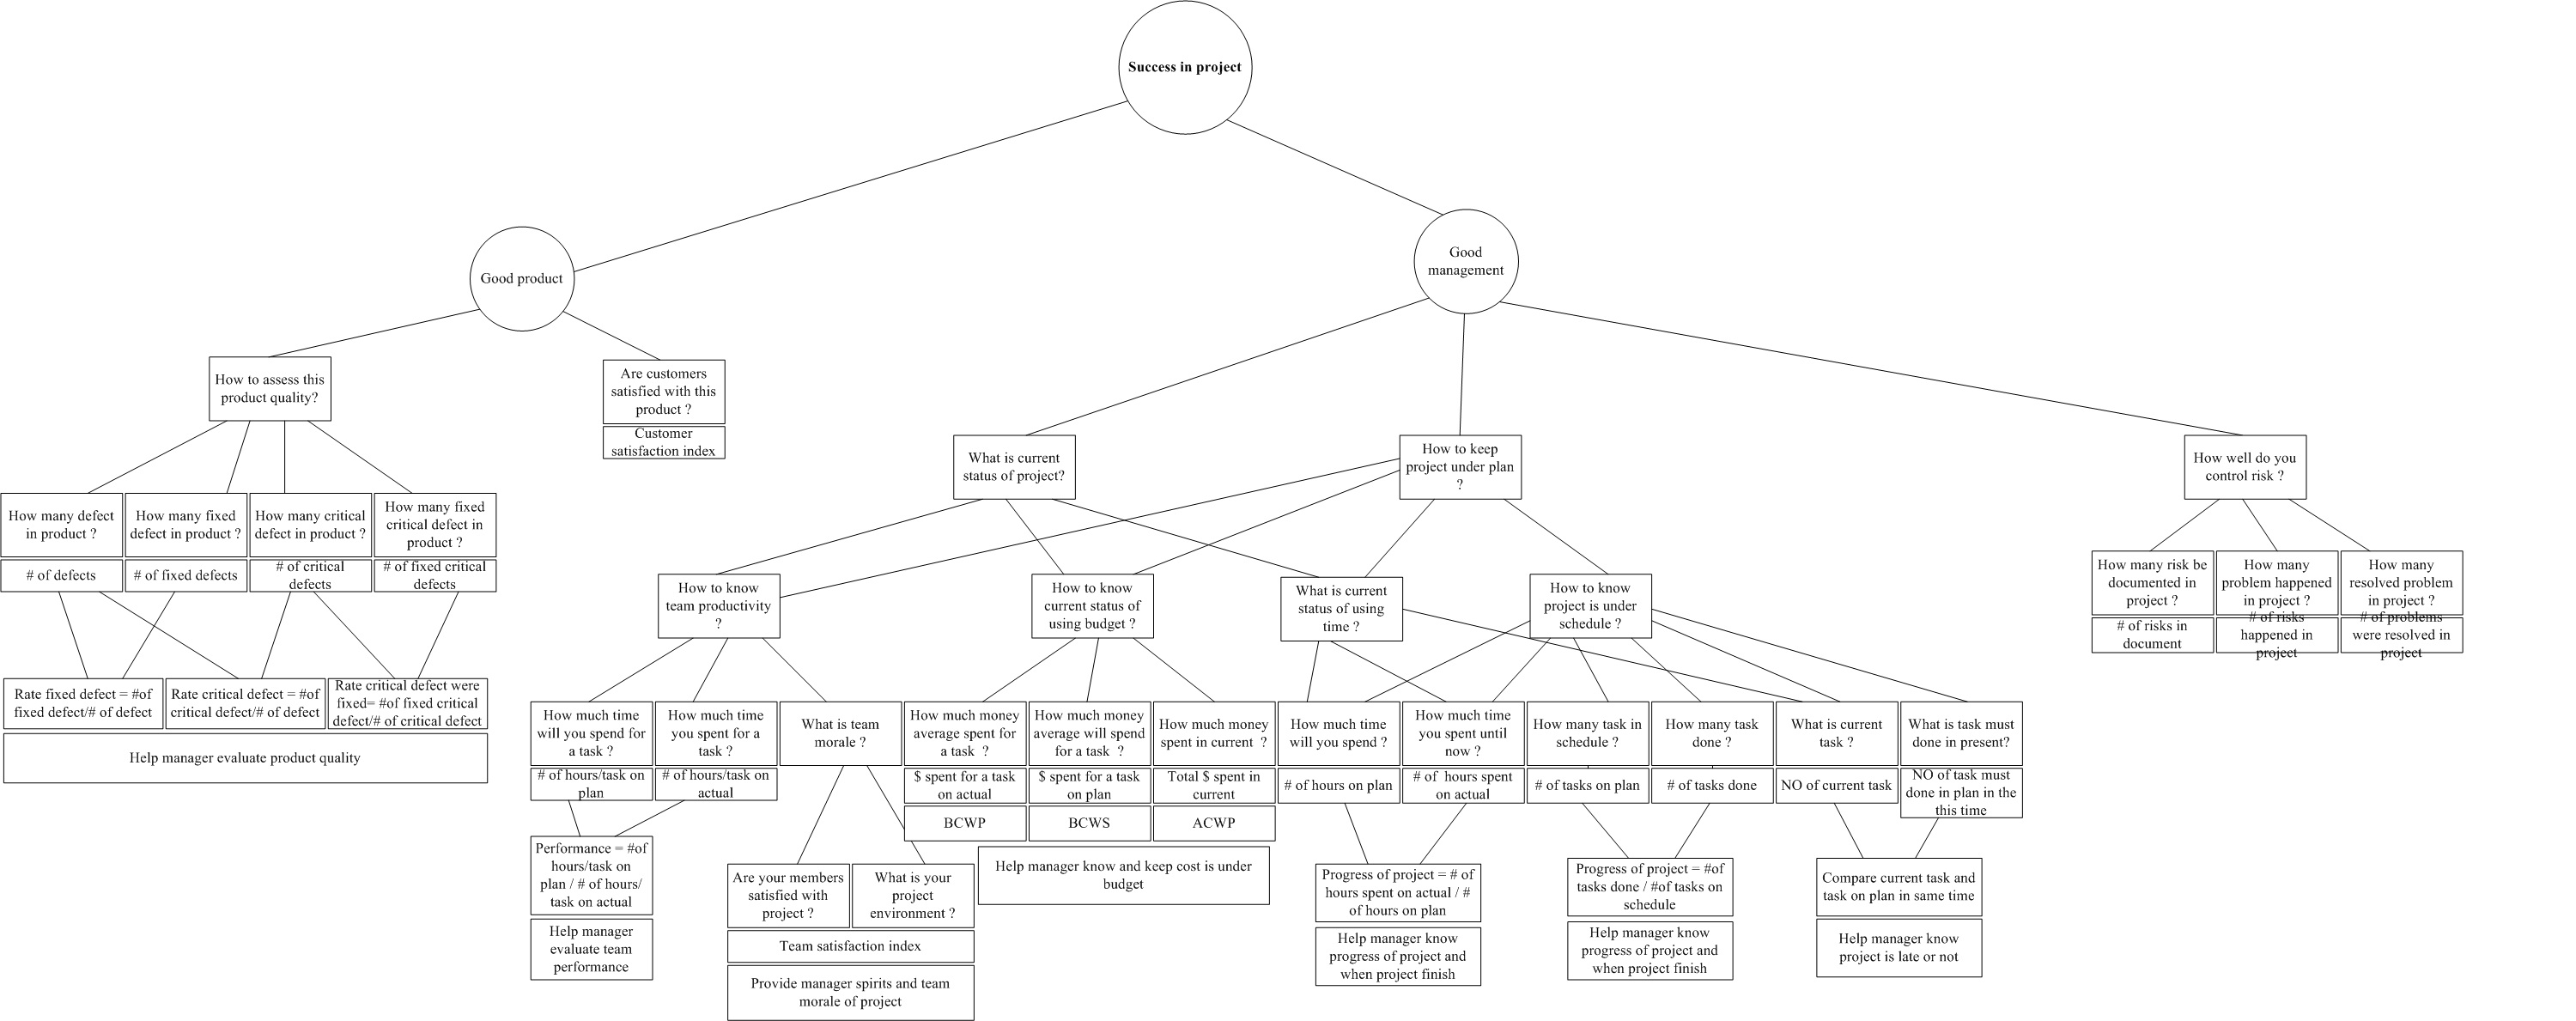 Success in project
Good product
Good
management
How to assess this
product quality?
Are customers
satisfied with this
product ?
Customer
satisfaction index
What is current
status of project?
How to keep
project under plan
?
How well do you
control risk ?
How many defect
in product ?
How many fixed
defect in product ?
How many critical
defect in product ?
How many fixed
critical defect in
product ?
# of defects
# of fixed defects
# of critical
defects
# of fixed critical
defects
Rate fixed defect = #of
fixed defect/# of defect
Rate critical defect = #of
critical defect/# of defect
Rate critical defect were
fixed= #of fixed critical
defect/# of critical defect
Help manager evaluate product quality
How to know
team productivity
?
How to know
current status of
using budget ?
What is current
status of using
time ?
How to know
project is under
schedule ?
How many risk be
documented in
project ?
How many
problem happened
in project ?
How many
resolved problem
in project ?
# of risks in
document
# of risks
happened in
project
# of problems
were resolved in
project
How much time
will you spend for
a task ?
How much time
you spent for a
task ?
What is team
morale ?
How much money
average spent for
a task ?
How much money
average will spend
for a task ?
How much money
spent in current ?
How much time
will you spend ?
How much time
you spent until
now ?
How many task in
schedule ?
How many task
done ?
What is current
task ?
What is task must
done in present?
# of hours/task on
plan
# of hours/task on
actual
$ spent for a task
on actual
$ spent for a task
on plan
Total $ spent in
current
# of hours on plan
# of hours spent
on actual
# of tasks on plan
# of tasks done
NO of current task
NO of task must
done in plan in the
this time
BCWP
BCWS
ACWP
Help manager know and keep cost is under
budget
Performance = #of
hours/task on
plan / # of hours/
task on actual
Help manager
evaluate team
performance
Are your members
satisfied with
project ?
What is your
project
environment ?
Team satisfaction index
Provide manager spirits and team
morale of project
Progress of project = # of
hours spent on actual / #
of hours on plan
Help manager know
progress of project and
when project finish
Progress of project = #of
tasks done / #of tasks on
schedule
Help manager know
progress of project and
when project finish
Compare current task and
task on plan in same time
Help manager know
project is late or not